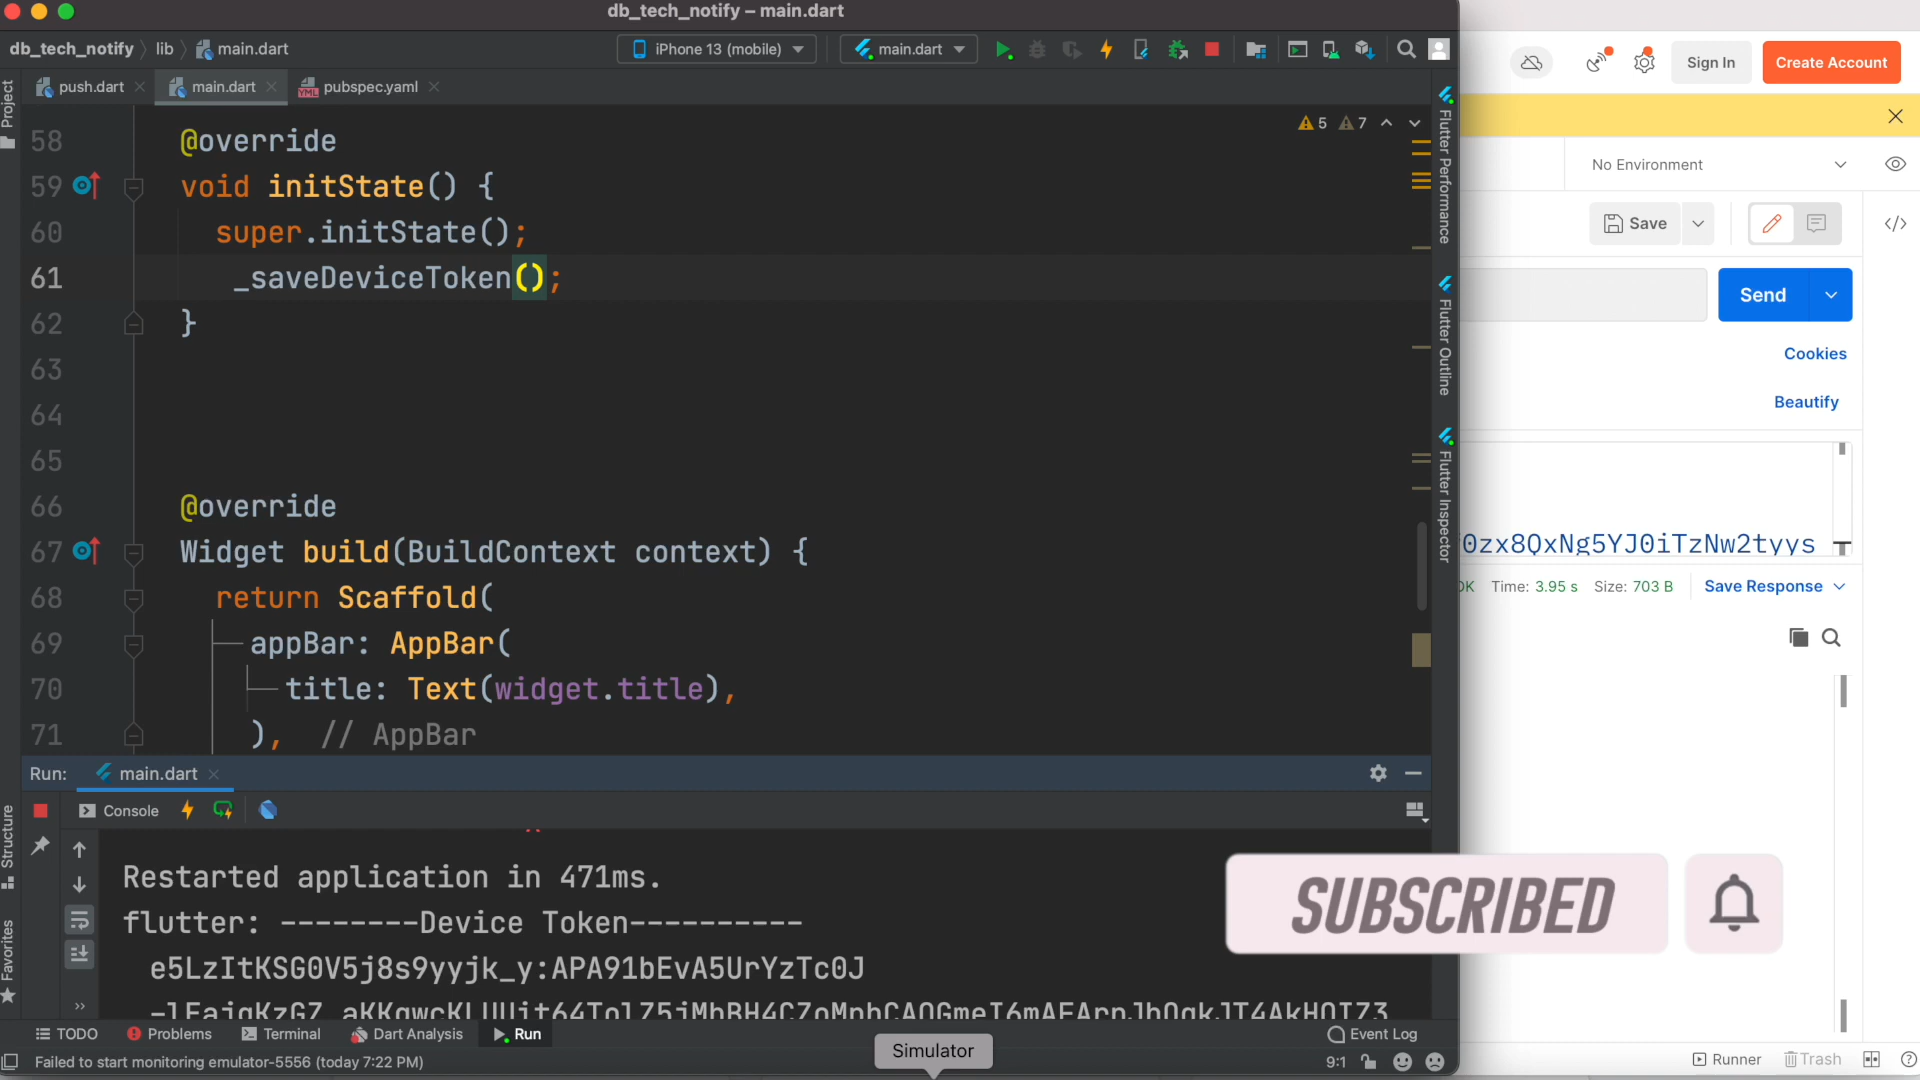 db_tech_notify – main.dart
db_tech_notify lib main.dart
iPhone 13 (mobile) main.dart
Sign In Create Account
push.dart main.dart pubspec.yaml
Project
5 7
58 @override
59 void initState() {
60 super.initState();
61 _saveDeviceToken();
62 }
63
64
65
66 @override
67 Widget build(BuildContext context) {
68 return Scaffold(
69 appBar: AppBar(
70 title: Text(widget.title),
71 ), // AppBar
Flutter Performance
Flutter Outline
Flutter Inspector
No Environment
Save
Send
Cookies
Beautify
0zx8QxNg5YJ0iTzNw2tyys
OK Time: 3.95 s Size: 703 B Save Response
Run: main.dart
Console
Structure
Favorites
Restarted application in 471ms.
flutter: --------Device Token----------
e5LzItKSG0V5j8s9yyjk_y:APA91bEvA5UrYzTc0J
SUBSCRIBED
TODO Problems Terminal Dart Analysis Run Event Log
Simulator
Failed to start monitoring emulator-5556 (today 7:22 PM) 9:1
Runner Trash